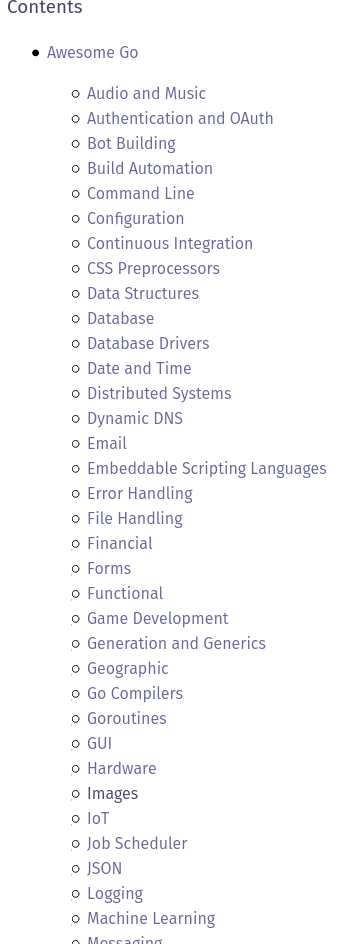 Contents
Awesome Go
Audio and Music
Authentication and OAuth
Bot Building
Build Automation
Command Line
Configuration
Continuous Integration
CSS Preprocessors
Data Structures
Database
Database Drivers
Date and Time
Distributed Systems
Dynamic DNS
Email
Embeddable Scripting Languages
Error Handling
File Handling
Financial
Forms
Functional
Game Development
Generation and Generics
Geographic
Go Compilers
Goroutines
GUI
Hardware
Images
IoT
Job Scheduler
JSON
Logging
Machine Learning
Messaging